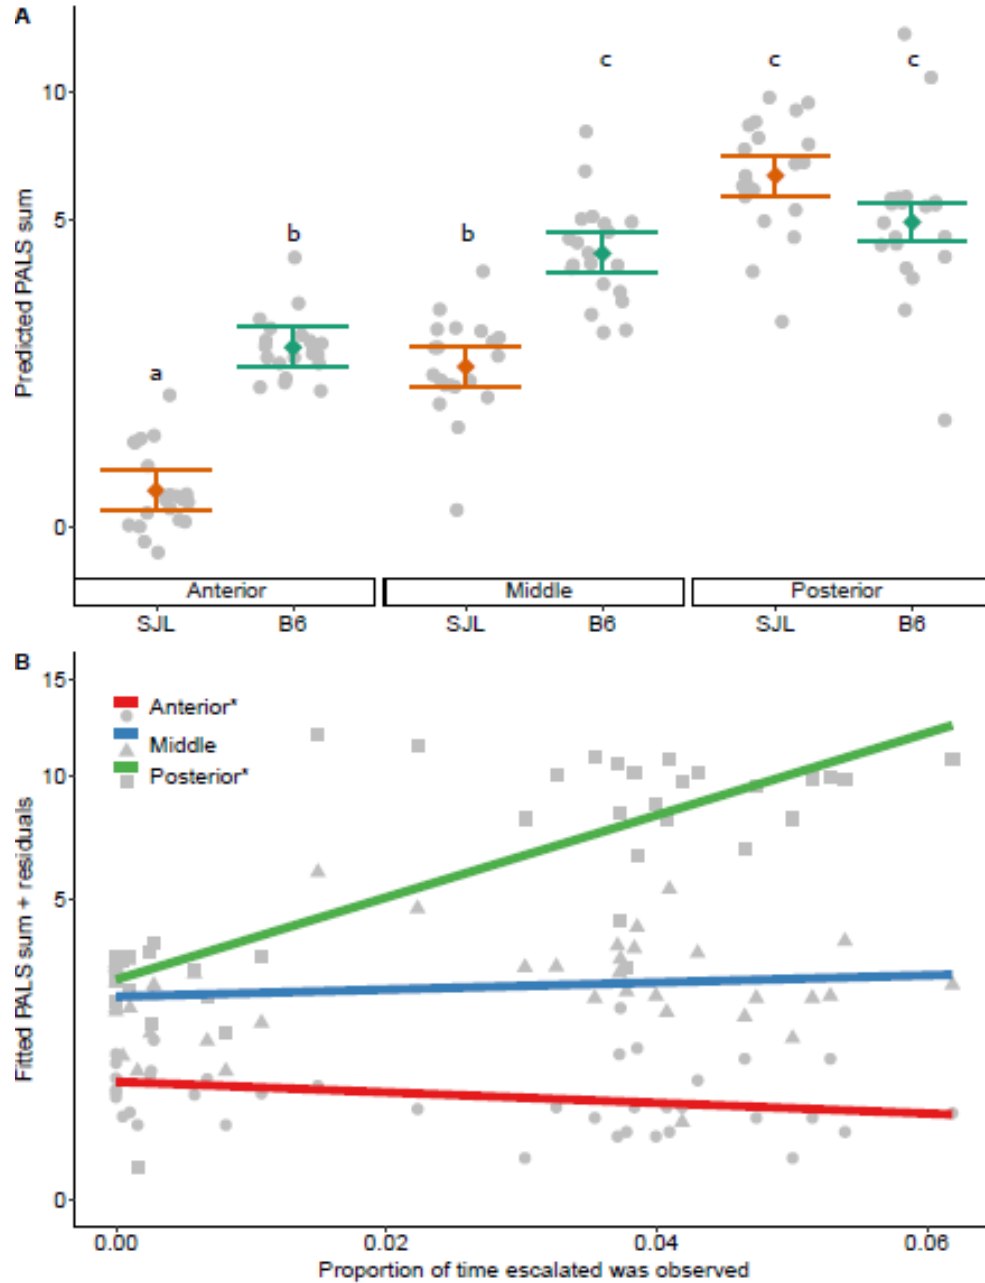 A
Predicted PALS sum
10
5
0
a
b
b
c
c
c
Anterior
Middle
Posterior
SJL
B6
SJL
B6
SJL
B6
B
Fitted PALS sum + residuals
15
10
5
0
Anterior*
Middle
Posterior*
0.00
0.02
0.04
0.06
Proportion of time escalated was observed